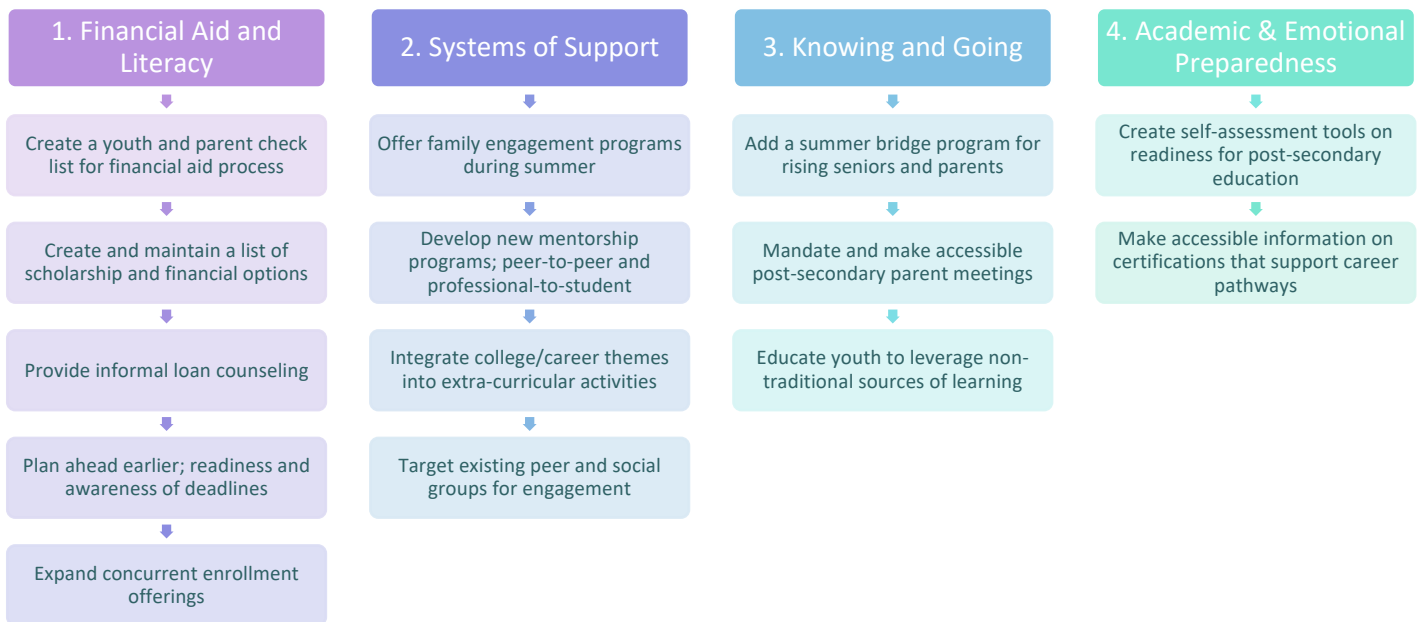 1. Financial Aid and
Literacy
Create a youth and parent check
list for financial aid process
Create and maintain a list of
scholarship and financial options
Provide informal loan counseling
Plan ahead earlier; readiness and
awareness of deadlines
Expand concurrent enrollment
offerings
2. Systems of Support
Offer family engagement programs
during summer
Develop new mentorship
programs; peer-to-peer and
professional-to-student
Integrate college/career themes
into extra-curricular activities
Target existing peer and social
groups for engagement
3. Knowing and Going
Add a summer bridge program for
rising seniors and parents
Mandate and make accessible
post-secondary parent meetings
Educate youth to leverage non-
traditional sources of learning
4. Academic & Emotional
Preparedness
Create self-assessment tools on
readiness for post-secondary
education
Make accessible information on
certifications that support career
pathways